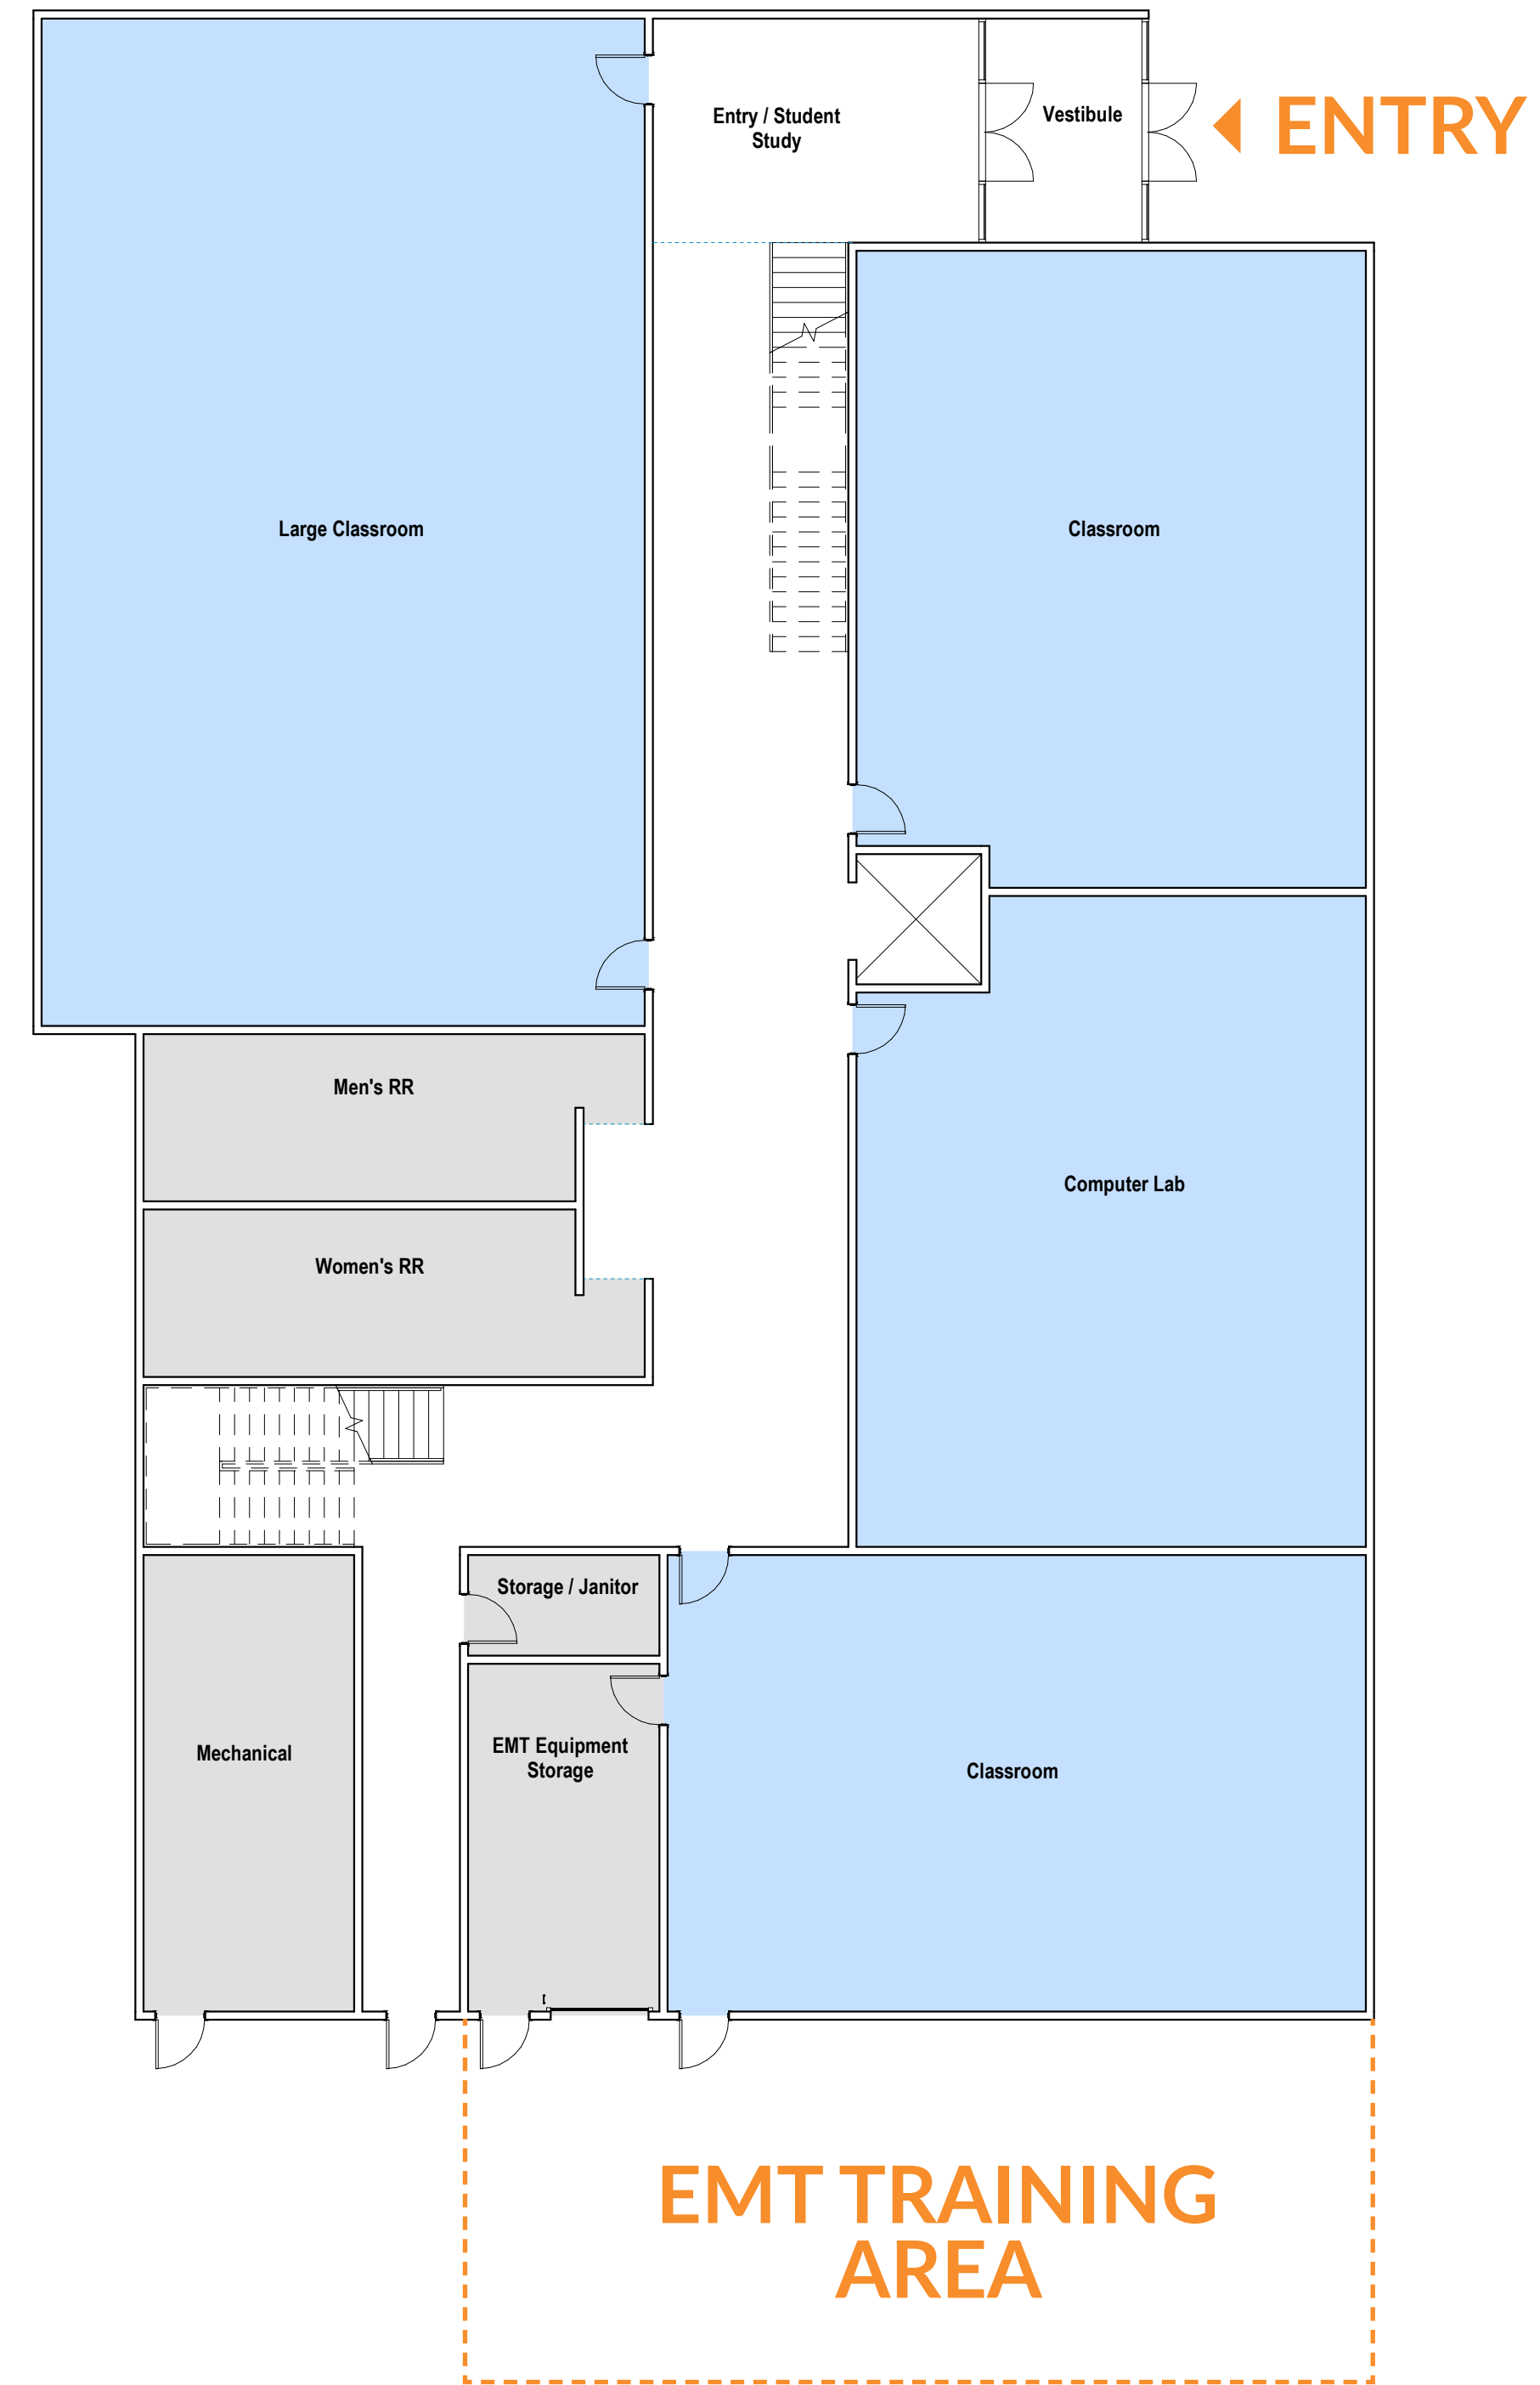 Entry / Student
Study
Vestibule
ENTRY
Large Classroom
Classroom
Men's RR
Computer Lab
Women's RR
Storage / Janitor
Mechanical
EMT Equipment
Storage
Classroom
EMT TRAINING
AREA